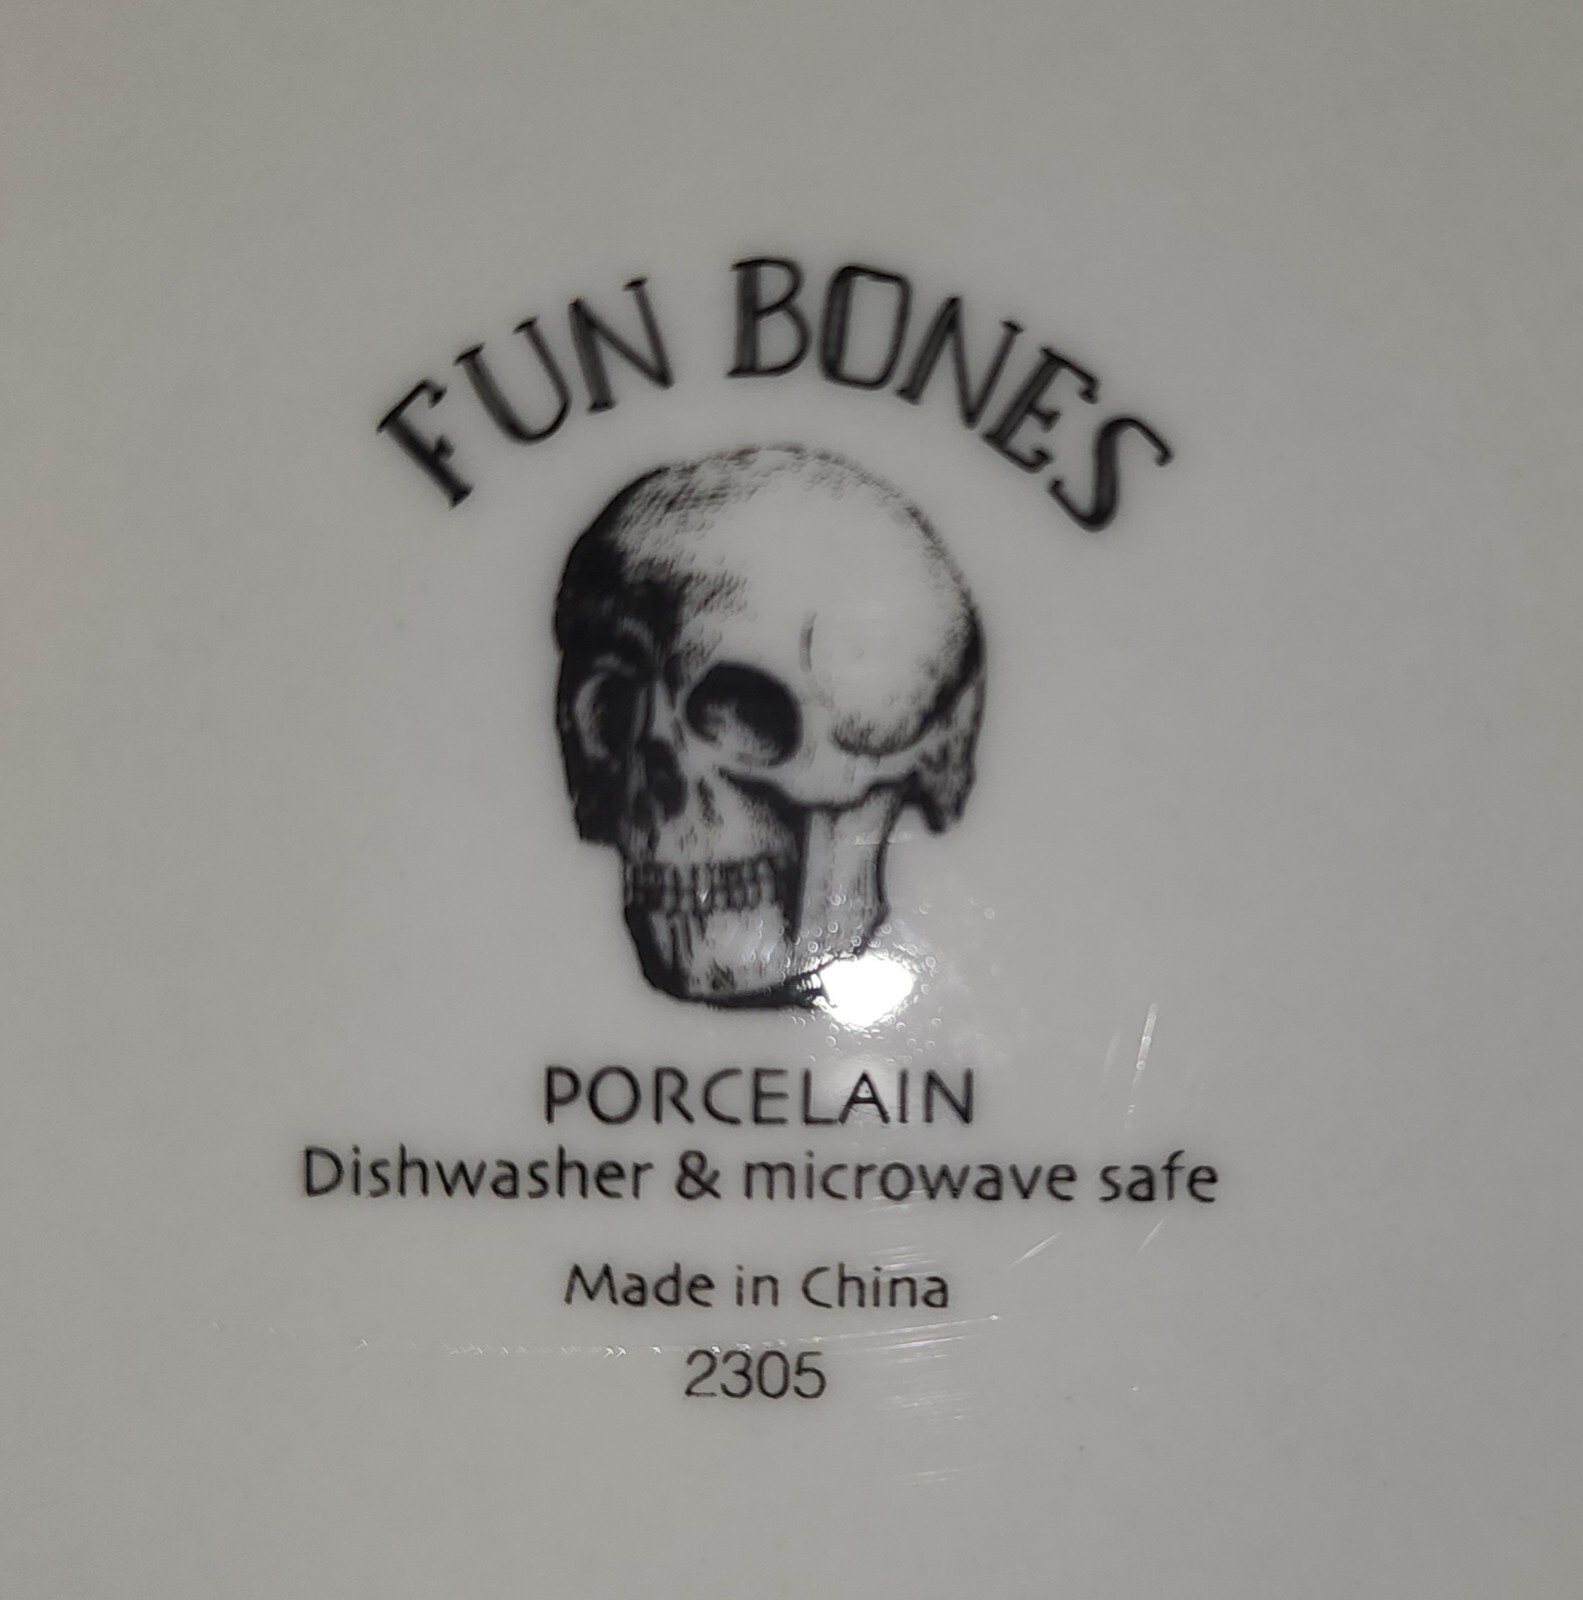 FUN BONES
PORCELAIN
Dishwasher & microwave safe
Made in China
2305